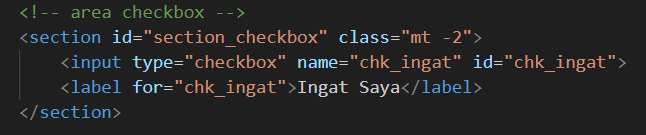 <!-- area checkbox -->
<section id="section_checkbox" class="mt -2">
    <input type="checkbox" name="chk_ingat" id="chk_ingat">
    <label for="chk_ingat">Ingat Saya</label>
</section>